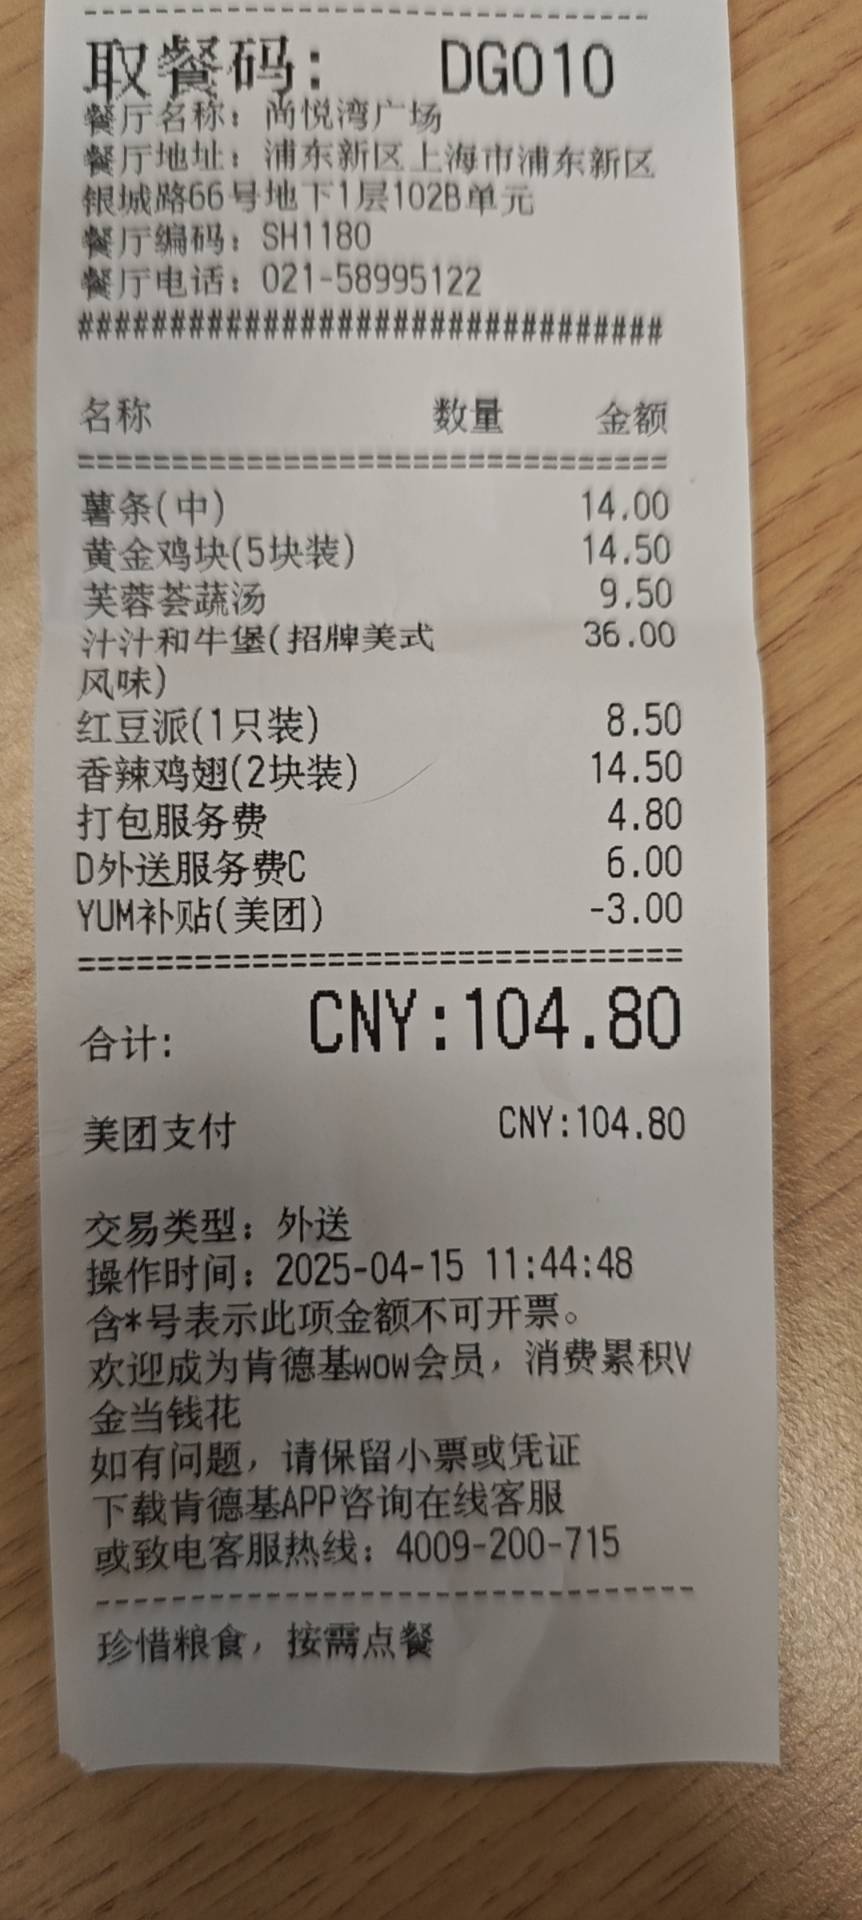 取餐码： DG010
餐厅名称：尚悦湾广场
餐厅地址：浦东新区上海市浦东新区
银城路66号地下1层102B单元
餐厅编码：SH1180
餐厅电话：021-58995122
################################
名称 数量 金额
================================
薯条(中) 14.00
黄金鸡块(5块装) 14.50
芙蓉荟蔬汤 9.50
汁汁和牛堡(招牌美式 36.00
风味)
红豆派(1只装) 8.50
香辣鸡翅(2块装) 14.50
打包服务费 4.80
D外送服务费C 6.00
YUM补贴(美团) -3.00
================================
合计: CNY:104.80
美团支付 CNY:104.80
交易类型：外送
操作时间：2025-04-15 11:44:48
含*号表示此项金额不可开票。
欢迎成为肯德基WOW会员，消费累积V
金当钱花
如有问题，请保留小票或凭证
下载肯德基APP咨询在线客服
或致电客服热线：4009-200-715
--------------------------------
珍惜粮食，按需点餐